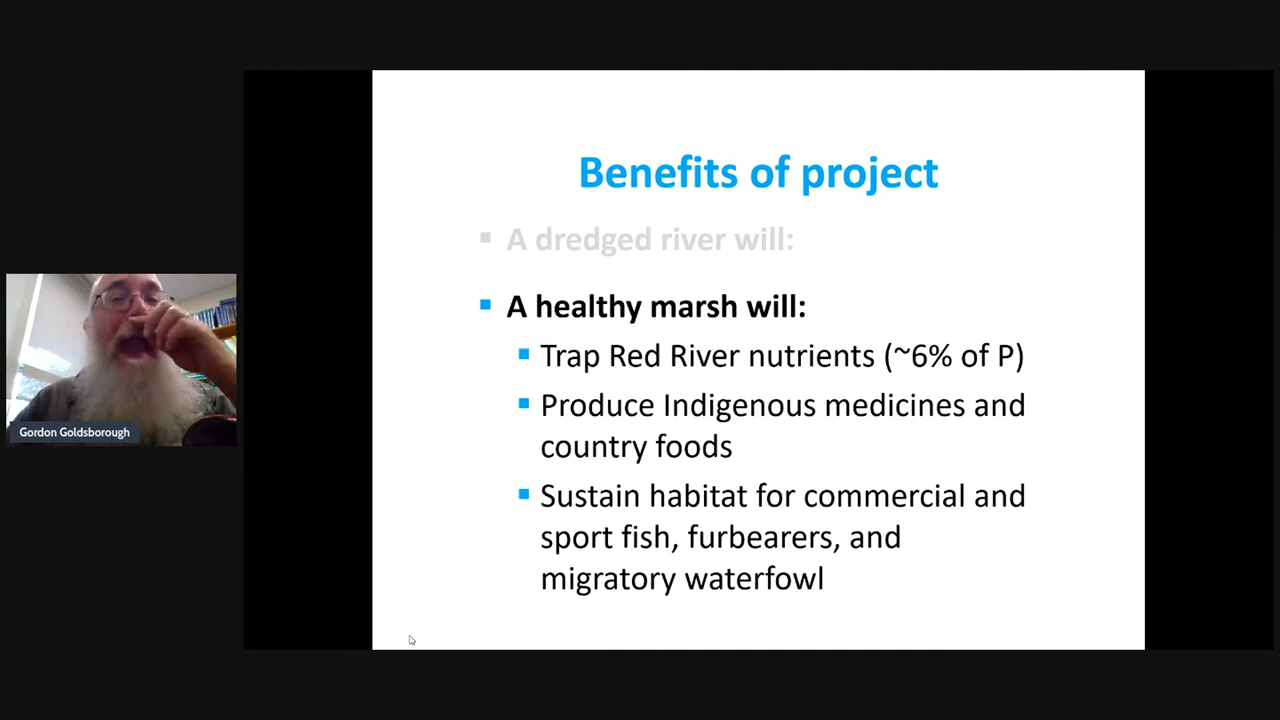 Benefits of project
A dredged river will:
A healthy marsh will:
Trap Red River nutrients (~6% of P)
Produce Indigenous medicines and
country foods
Sustain habitat for commercial and
sport fish, furbearers, and
migratory waterfowl
Gordon Goldsborough